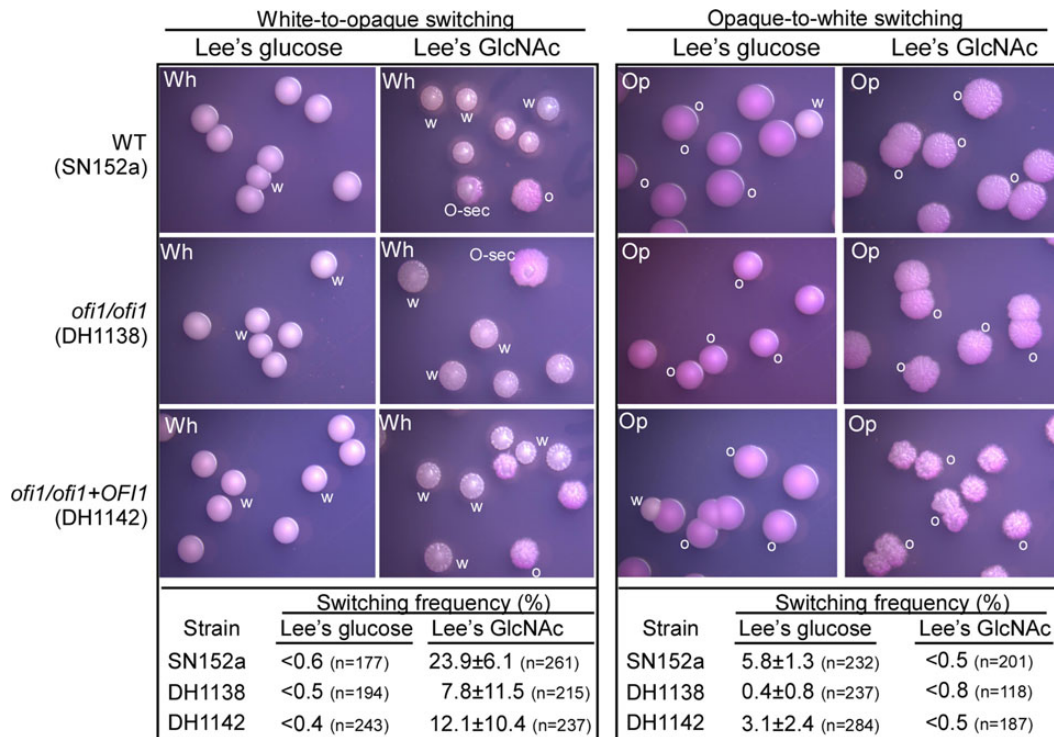 White-to-opaque switching
Opaque-to-white switching
Lee's glucose
Lee's GlcNAc
Lee's glucose
Lee's GlcNAc
WT
(SN152a)
Wh
w
w
w
w
O-sec
o
Op
o
w
o
o
Op
o
o
o
ofi1/ofi1
(DH1138)
Wh
w
w
Wh
O-sec
w
w
w
Op
o
o
o
o
Op
o
o
o
o
ofi1/ofi1+OFI1
(DH1142)
Wh
w
w
w
w
w
w
o
Op
o
w
o
o
Op
o
o
o
o
Switching frequency (%)
Strain Lee's glucose Lee's GlcNAc
SN152a <0.6 (n=177) 23.9±6.1 (n=261)
DH1138 <0.5 (n=194) 7.8±11.5 (n=215)
DH1142 <0.4 (n=243) 12.1±10.4 (n=237)
Switching frequency (%)
Strain Lee's glucose Lee's GlcNAc
SN152a 5.8±1.3 (n=232) <0.5 (n=201)
DH1138 0.4±0.8 (n=237) <0.8 (n=118)
DH1142 3.1±2.4 (n=284) <0.5 (n=187)